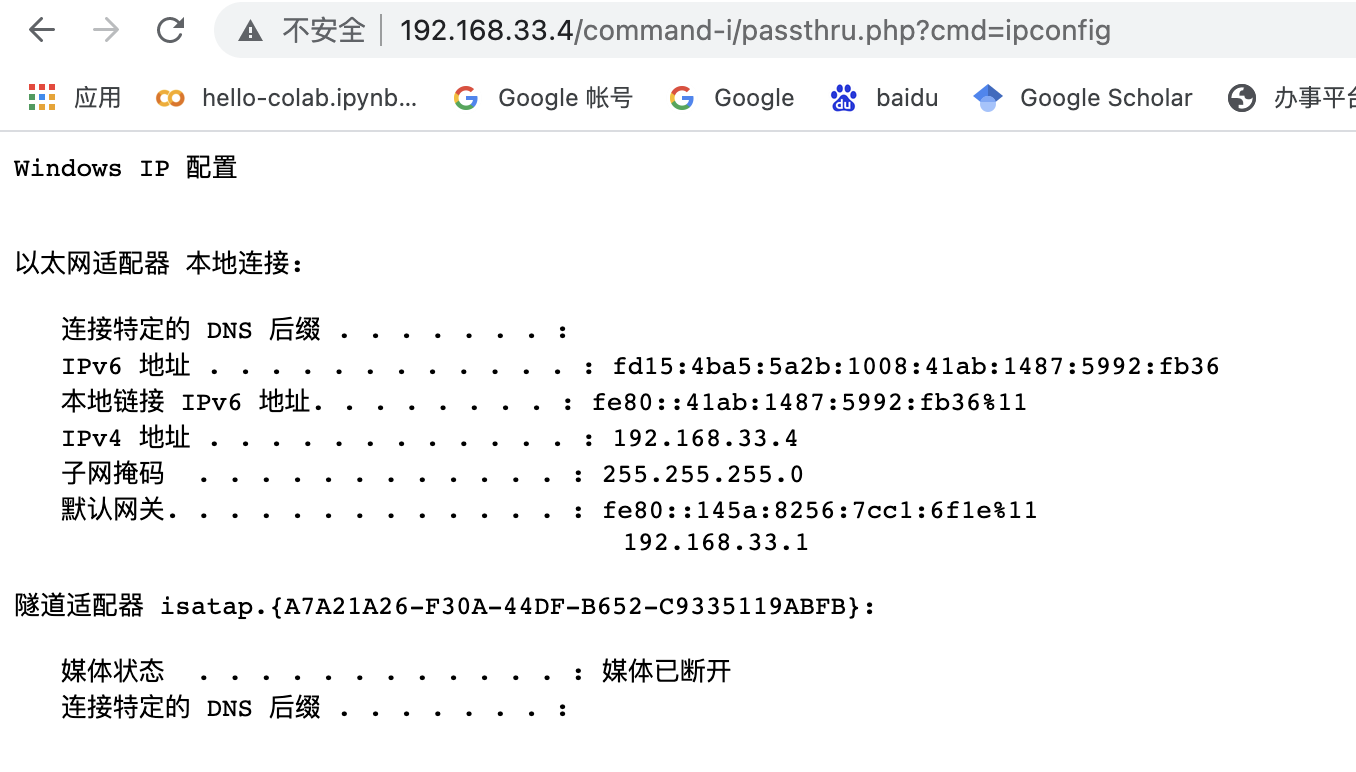 不安全 192.168.33.4/command-i/passthru.php?cmd=ipconfig
应用 hello-colab.ipynb... Google 帐号 Google baidu Google Scholar 办事平台
Windows IP 配置
以太网适配器 本地连接:
连接特定的 DNS 后缀 . . . . . . . :
IPv6 地址 . . . . . . . . . . . . : fd15:4ba5:5a2b:1008:41ab:1487:5992:fb36
本地链接 IPv6 地址. . . . . . . . : fe80::41ab:1487:5992:fb36%11
IPv4 地址 . . . . . . . . . . . . : 192.168.33.4
子网掩码 . . . . . . . . . . . . : 255.255.255.0
默认网关. . . . . . . . . . . . . : fe80::145a:8256:7cc1:6f1e%11
192.168.33.1
隧道适配器 isatap.{A7A21A26-F30A-44DF-B652-C9335119ABFB}:
媒体状态 . . . . . . . . . . . . : 媒体已断开
连接特定的 DNS 后缀 . . . . . . . :